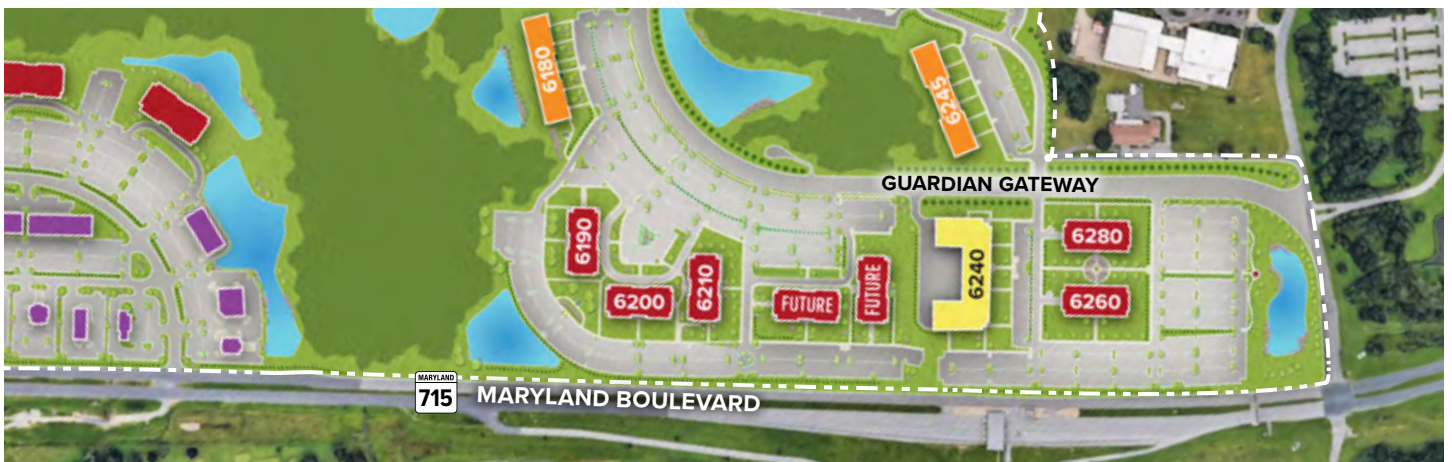 6180
6245
GUARDIAN GATEWAY
6190
6200
6210
FUTURE
FUTURE
6240
6280
6260
MARYLAND
715
MARYLAND BOULEVARD